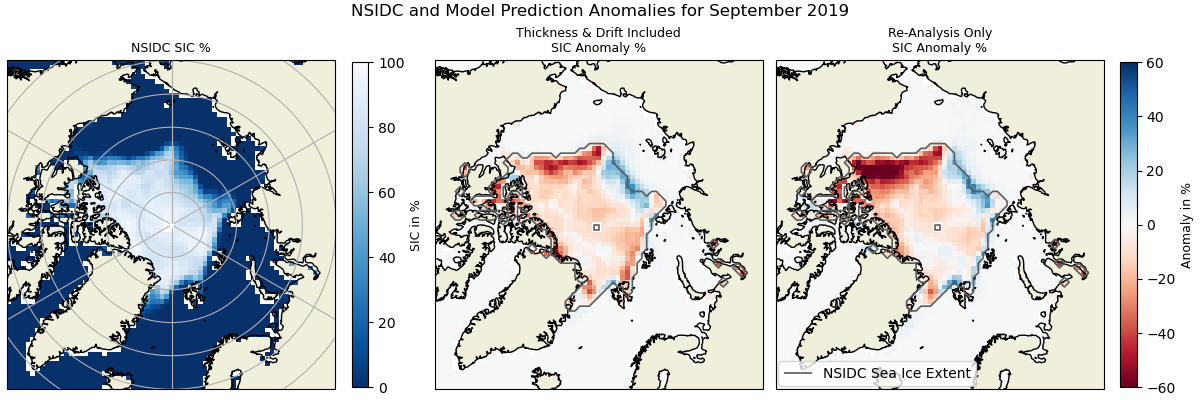 NSIDC and Model Prediction Anomalies for September 2019
NSIDC SIC %
100
80
60
40
20
0
SIC in %
Thickness & Drift Included
SIC Anomaly %
Re-Analysis Only
SIC Anomaly %
NSIDC Sea Ice Extent
60
40
20
0
−20
−40
−60
Anomaly in %